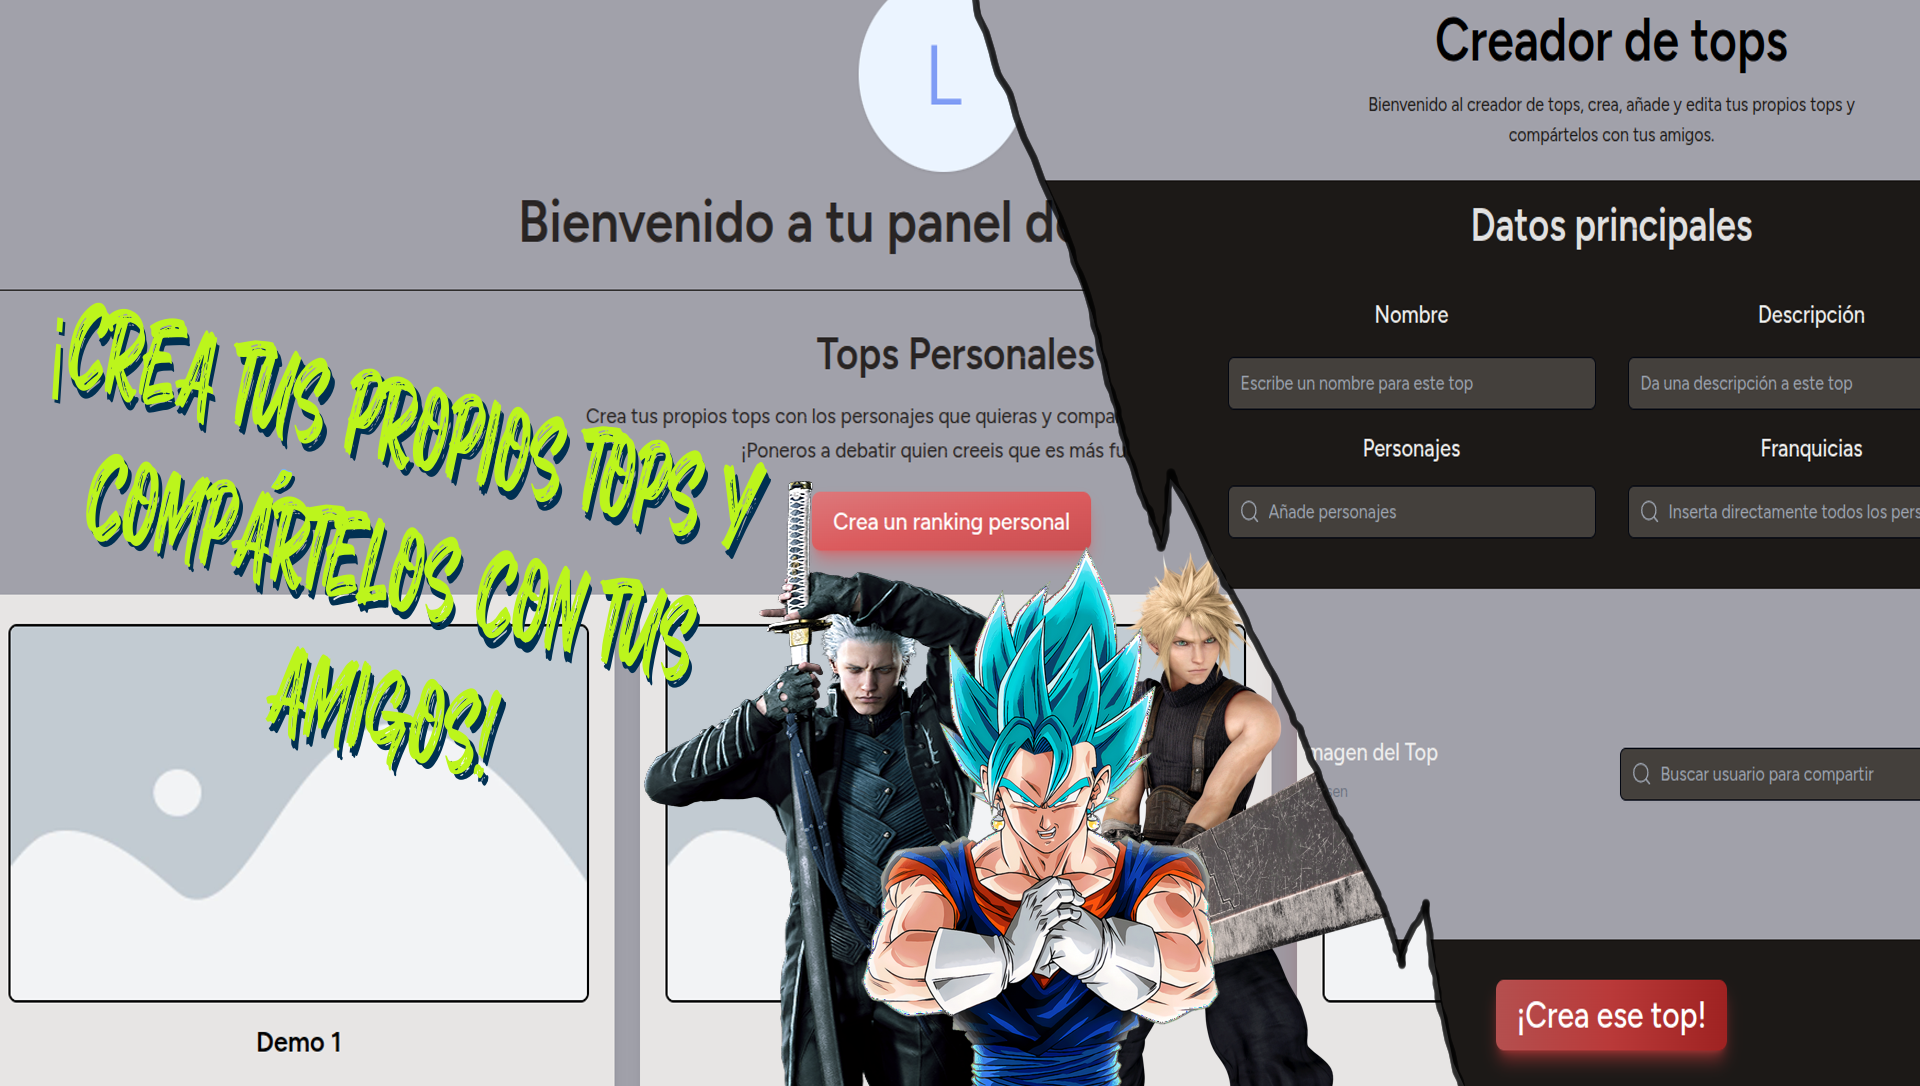 L
Bienvenido a tu panel de
Tops Personales
Crea tus propios tops con los personajes que quieras y compa
¡Poneros a debatir quien creeis que es más fu
Crea un ranking personal
¡CREA TUS PROPIOS TOPS Y
COMPÁRTELOS CON TUS
AMIGOS!
Demo 1
Creador de tops
Bienvenido al creador de tops, crea, añade y edita tus propios tops y
compártelos con tus amigos.
Datos principales
Nombre
Descripción
Escribe un nombre para este top
Da una descripción a este top
Personajes
Franquicias
Añade personajes
Inserta directamente todos los pers
magen del Top
sen
Buscar usuario para compartir
¡Crea ese top!